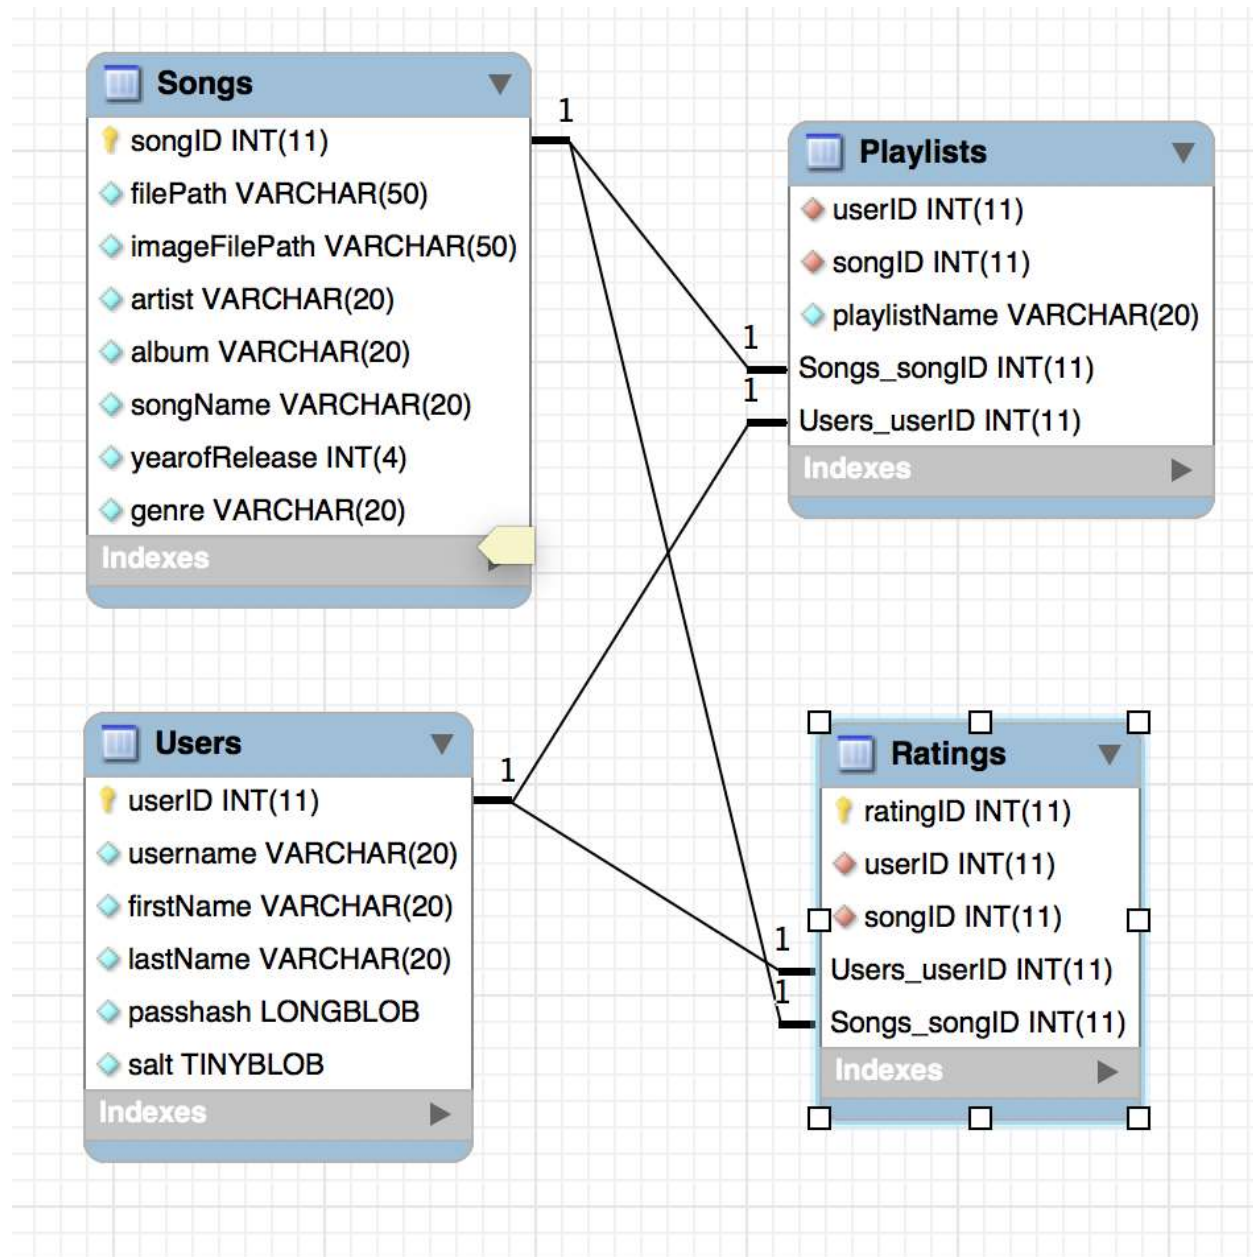 Songs
songID INT(11)
filePath VARCHAR(50)
imageFilePath VARCHAR(50)
artist VARCHAR(20)
album VARCHAR(20)
songName VARCHAR(20)
yearofRelease INT(4)
genre VARCHAR(20)
Indexes
1
Playlists
userID INT(11)
songID INT(11)
playlistName VARCHAR(20)
1
Songs_songID INT(11)
1
Users_userID INT(11)
Indexes
Users
userID INT(11)
username VARCHAR(20)
firstName VARCHAR(20)
lastName VARCHAR(20)
passhash LONGBLOB
salt TINYBLOB
Indexes
1
Ratings
ratingID INT(11)
userID INT(11)
songID INT(11)
1
Users_userID INT(11)
1
Songs_songID INT(11)
Indexes